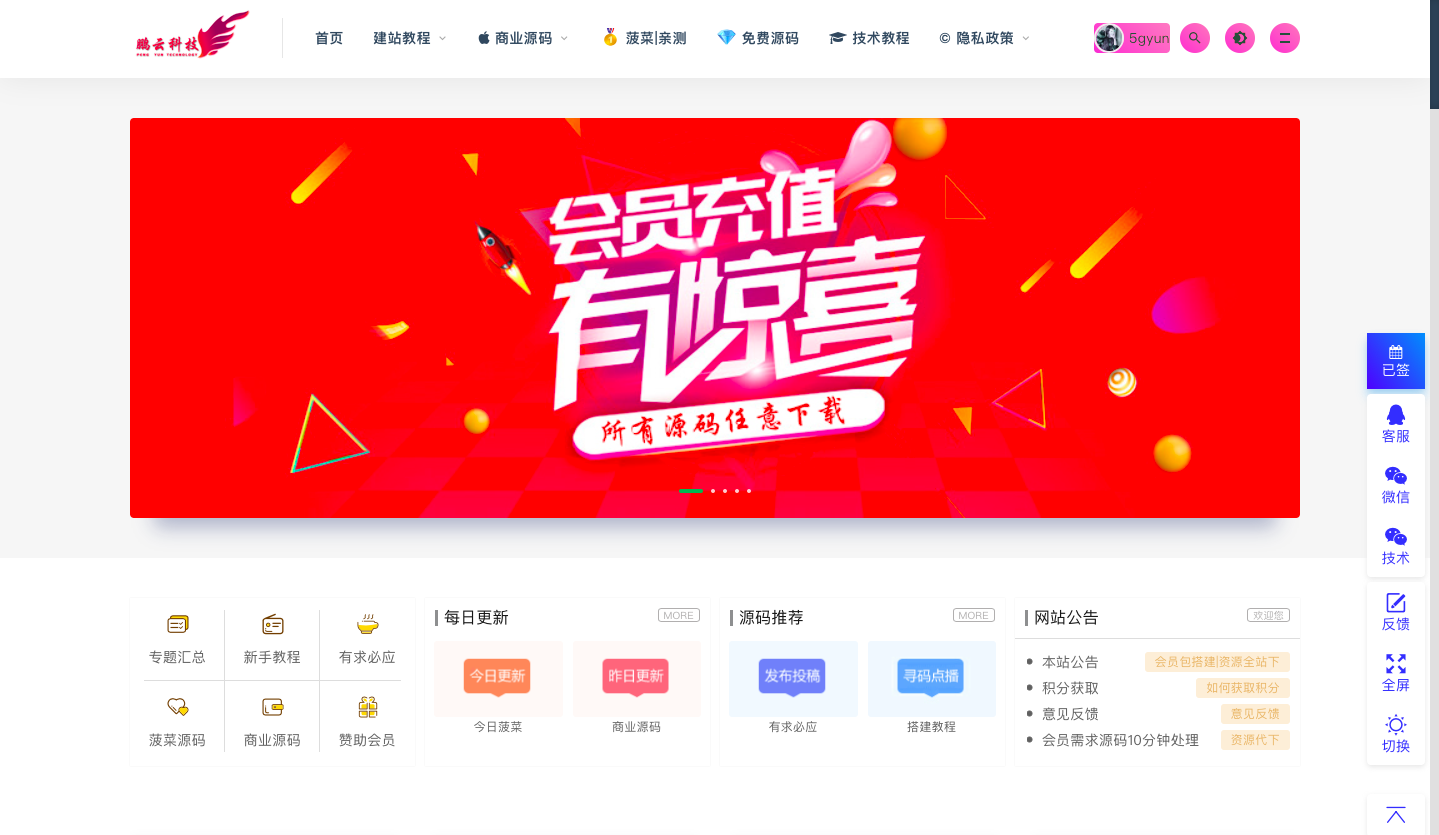 鹏云科技
PENG YUN TECHNOLOGY
首页
建站教程
商业源码
菠菜|亲测
免费源码
技术教程
© 隐私政策
5gyun
会员充值
有惊喜
所有源码任意下载
已签
客服
微信
技术
反馈
全屏
切换
专题汇总
新手教程
有求必应
菠菜源码
商业源码
赞助会员
每日更新
MORE
今日更新
昨日更新
今日菠菜
商业源码
源码推荐
MORE
发布投稿
寻码点播
有求必应
搭建教程
网站公告
欢迎您
本站公告
会员包搭建|资源全站下
积分获取
如何获取积分
意见反馈
意见反馈
会员需求源码10分钟处理
资源代下